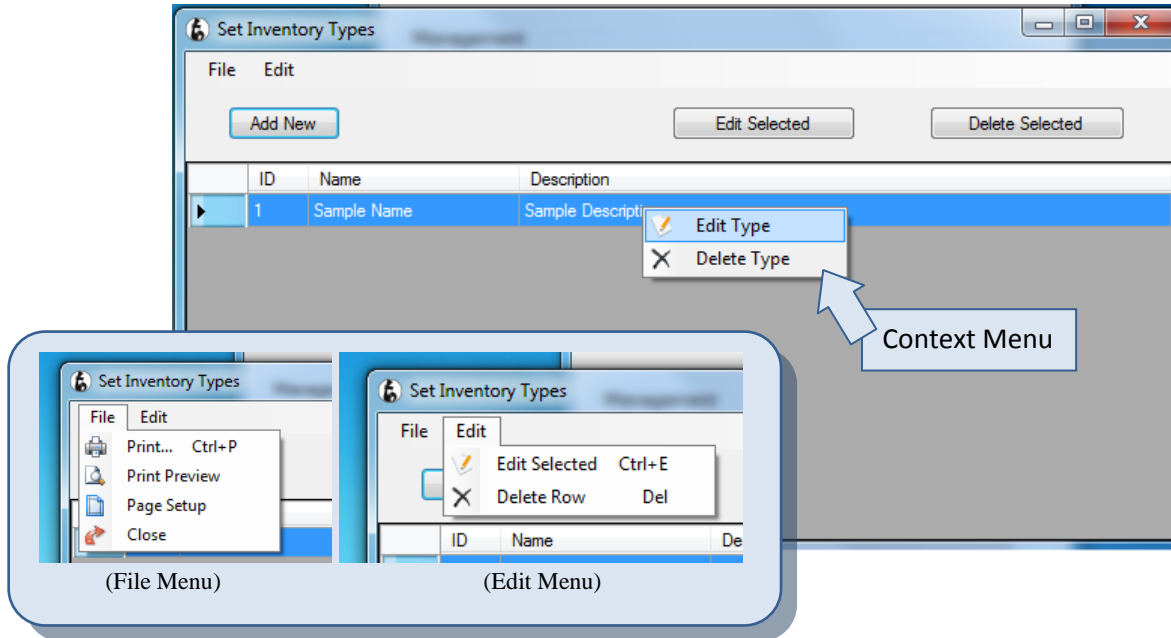 Set Inventory Types
Management
File Edit
Add New Edit Selected Delete Selected
ID Name Description
1 Sample Name Sample Descripti
Edit Type
Delete Type
Context Menu
Set Inventory Types
File Edit
Print... Ctrl+P
Print Preview
Page Setup
Close
(File Menu)
Set Inventory Types
Management
File Edit
Edit Selected Ctrl+E
Delete Row Del
ID Name De
(Edit Menu)